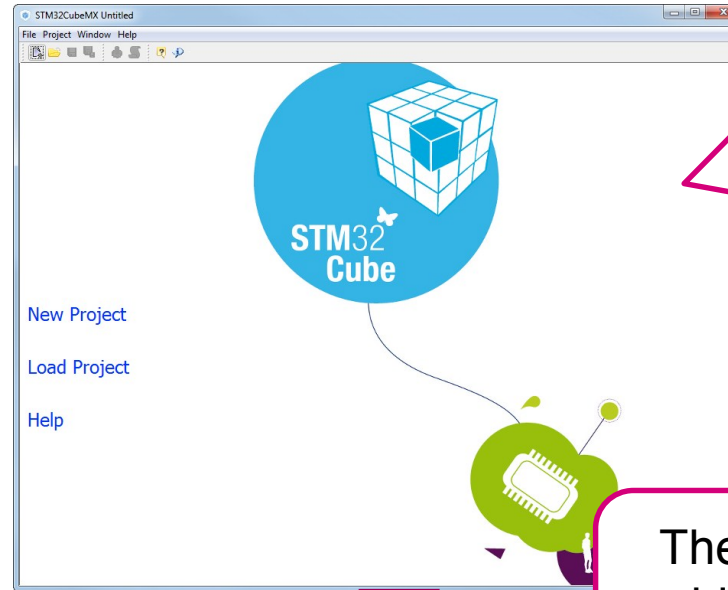 STM32CubeMX Untitled
File Project Window Help
STM32
Cube
New Project
Load Project
Help
The